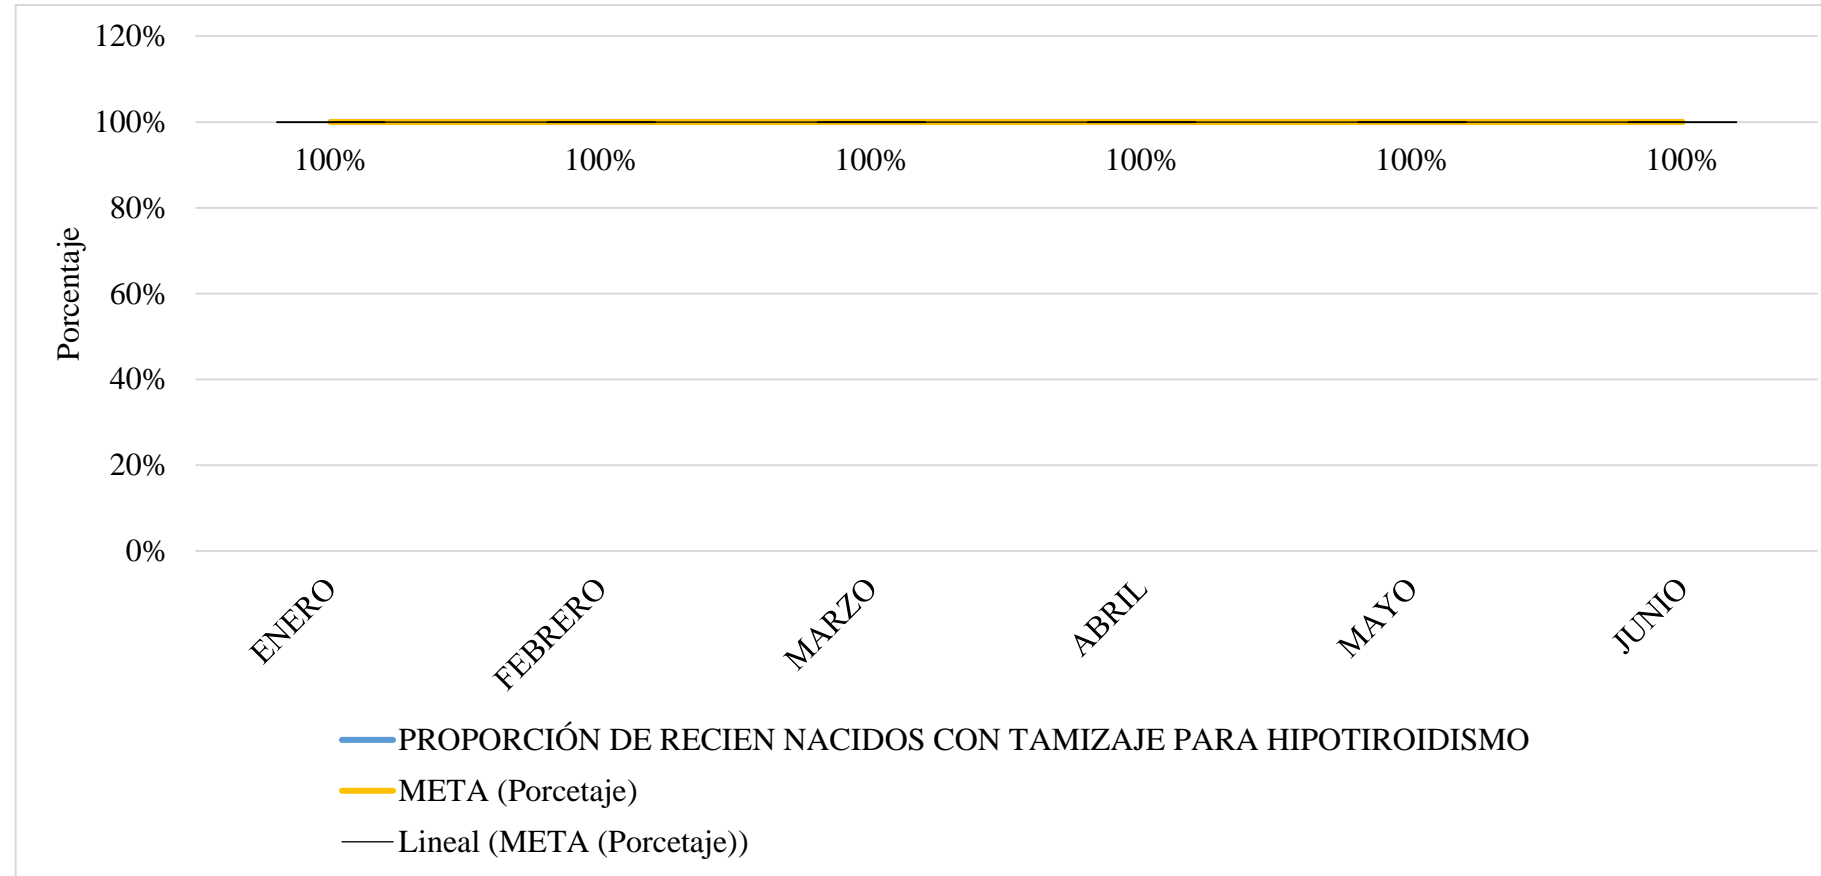 120%
100%
100% 100% 100% 100% 100% 100%
80%
60%
40%
20%
0%
Porcentaje
ENERO
FEBRERO
MARZO
ABRIL
MAYO
JUNIO
PROPORCIÓN DE RECIEN NACIDOS CON TAMIZAJE PARA HIPOTIROIDISMO
META (Porcetaje)
Lineal (META (Porcetaje))